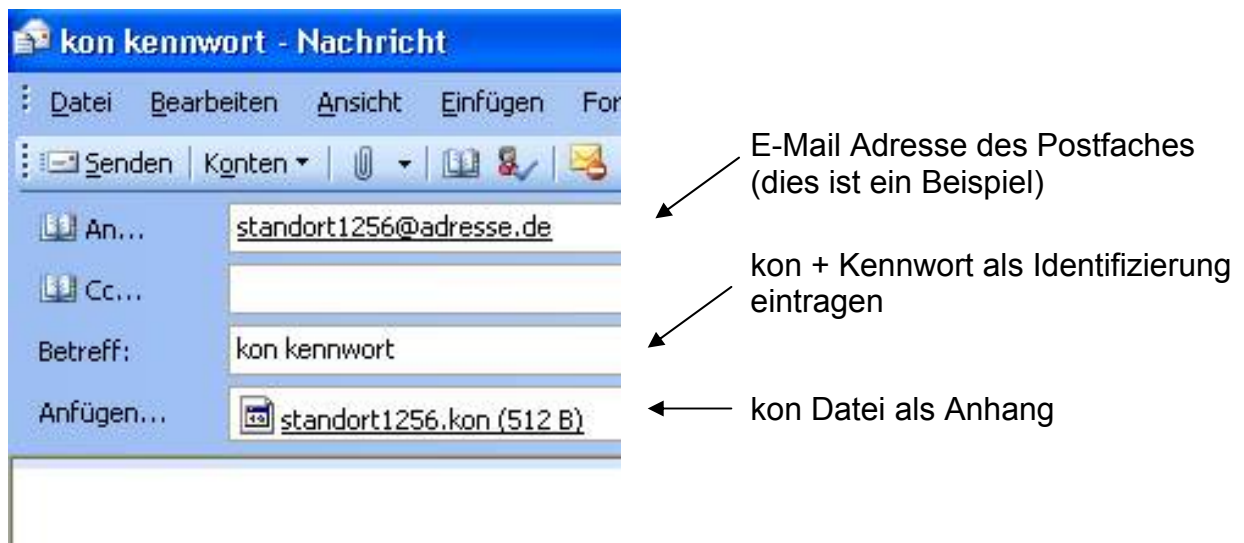 kon kennwort - Nachricht
Datei Bearbeiten Ansicht Einfügen For
Senden Konten
E-Mail Adresse des Postfaches
(dies ist ein Beispiel)
An... standort1256@adresse.de
Cc...
kon + Kennwort als Identifizierung
eintragen
Betreff: kon kennwort
Anfügen... standort1256.kon (512 B)
kon Datei als Anhang